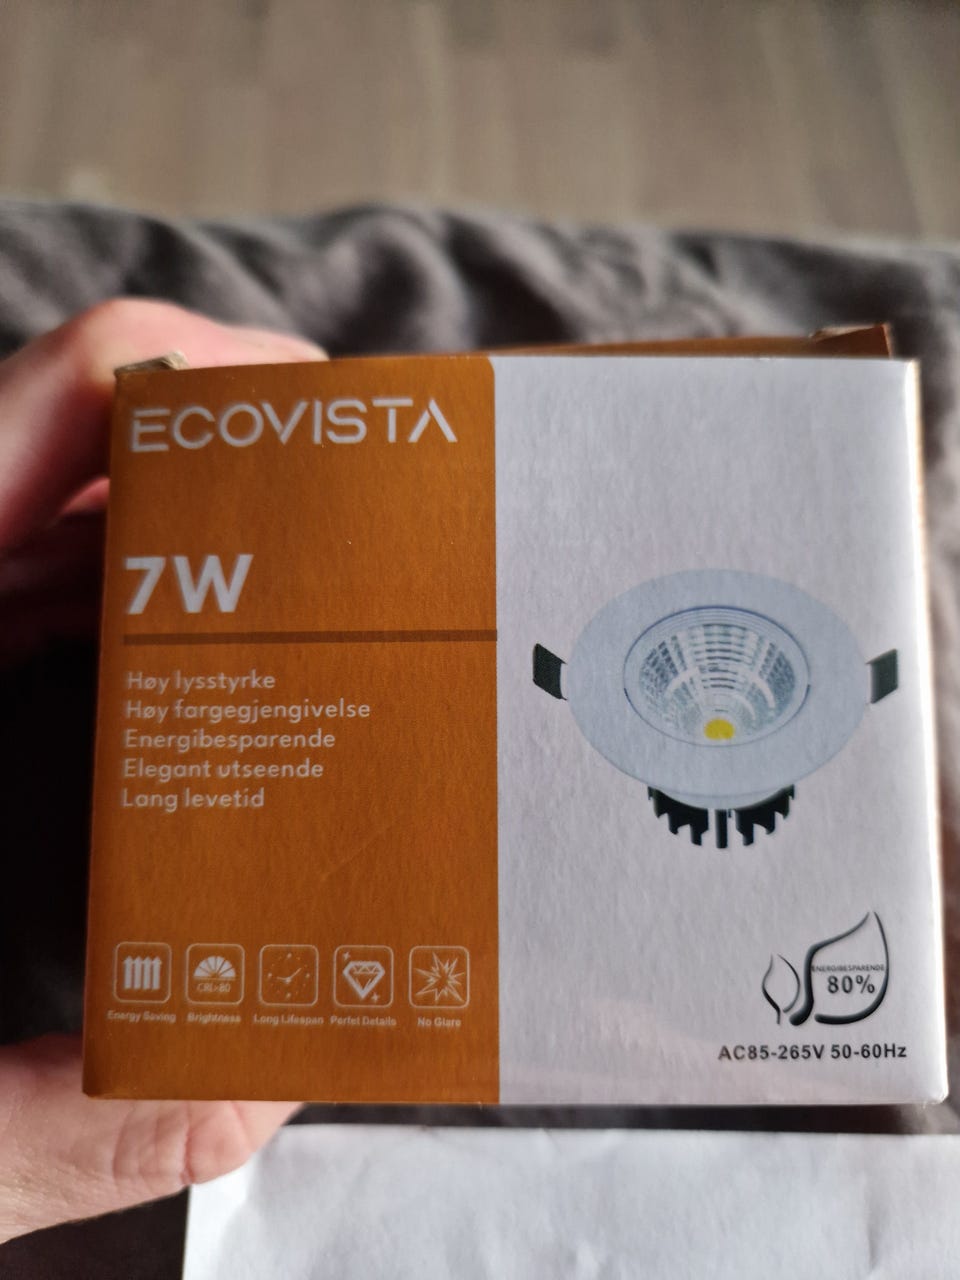 ECOVISTA
7W
Høy lysstyrke
Høy fargegjengivelse
Energibesparende
Elegant utseende
Lang levetid
CRI>80
Energy Saving Brightness Long Lifespan Perfet Details No Glare
ENERGIBESPARENDE
80%
AC85-265V 50-60Hz